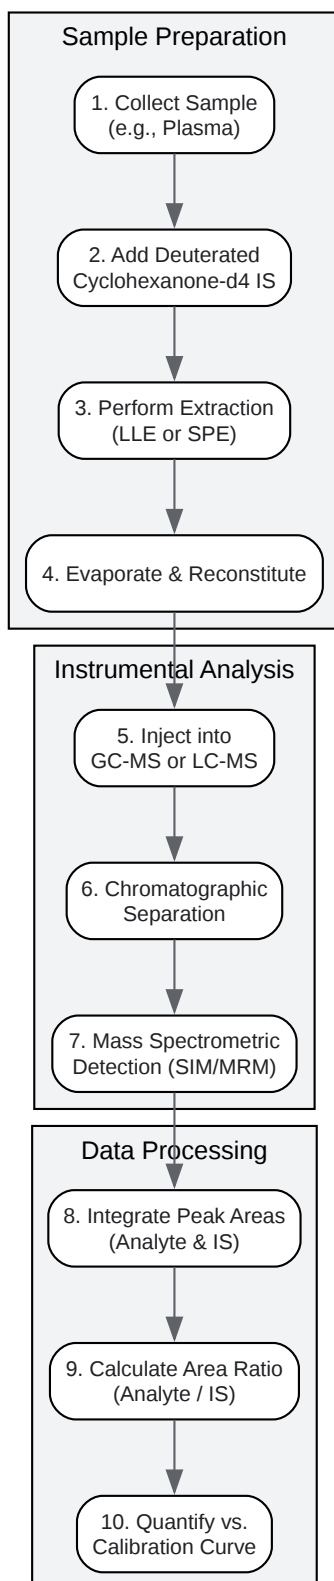 Sample Preparation
1. Collect Sample
(e.g., Plasma)
2. Add Deuterated
Cyclohexanone-d4 IS
3. Perform Extraction
(LLE or SPE)
4. Evaporate & Reconstitute
Instrumental Analysis
5. Inject into
GC-MS or LC-MS
6. Chromatographic
Separation
7. Mass Spectrometric
Detection (SIM/MRM)
Data Processing
8. Integrate Peak Areas
(Analyte & IS)
9. Calculate Area Ratio
(Analyte / IS)
10. Quantify vs.
Calibration Curve